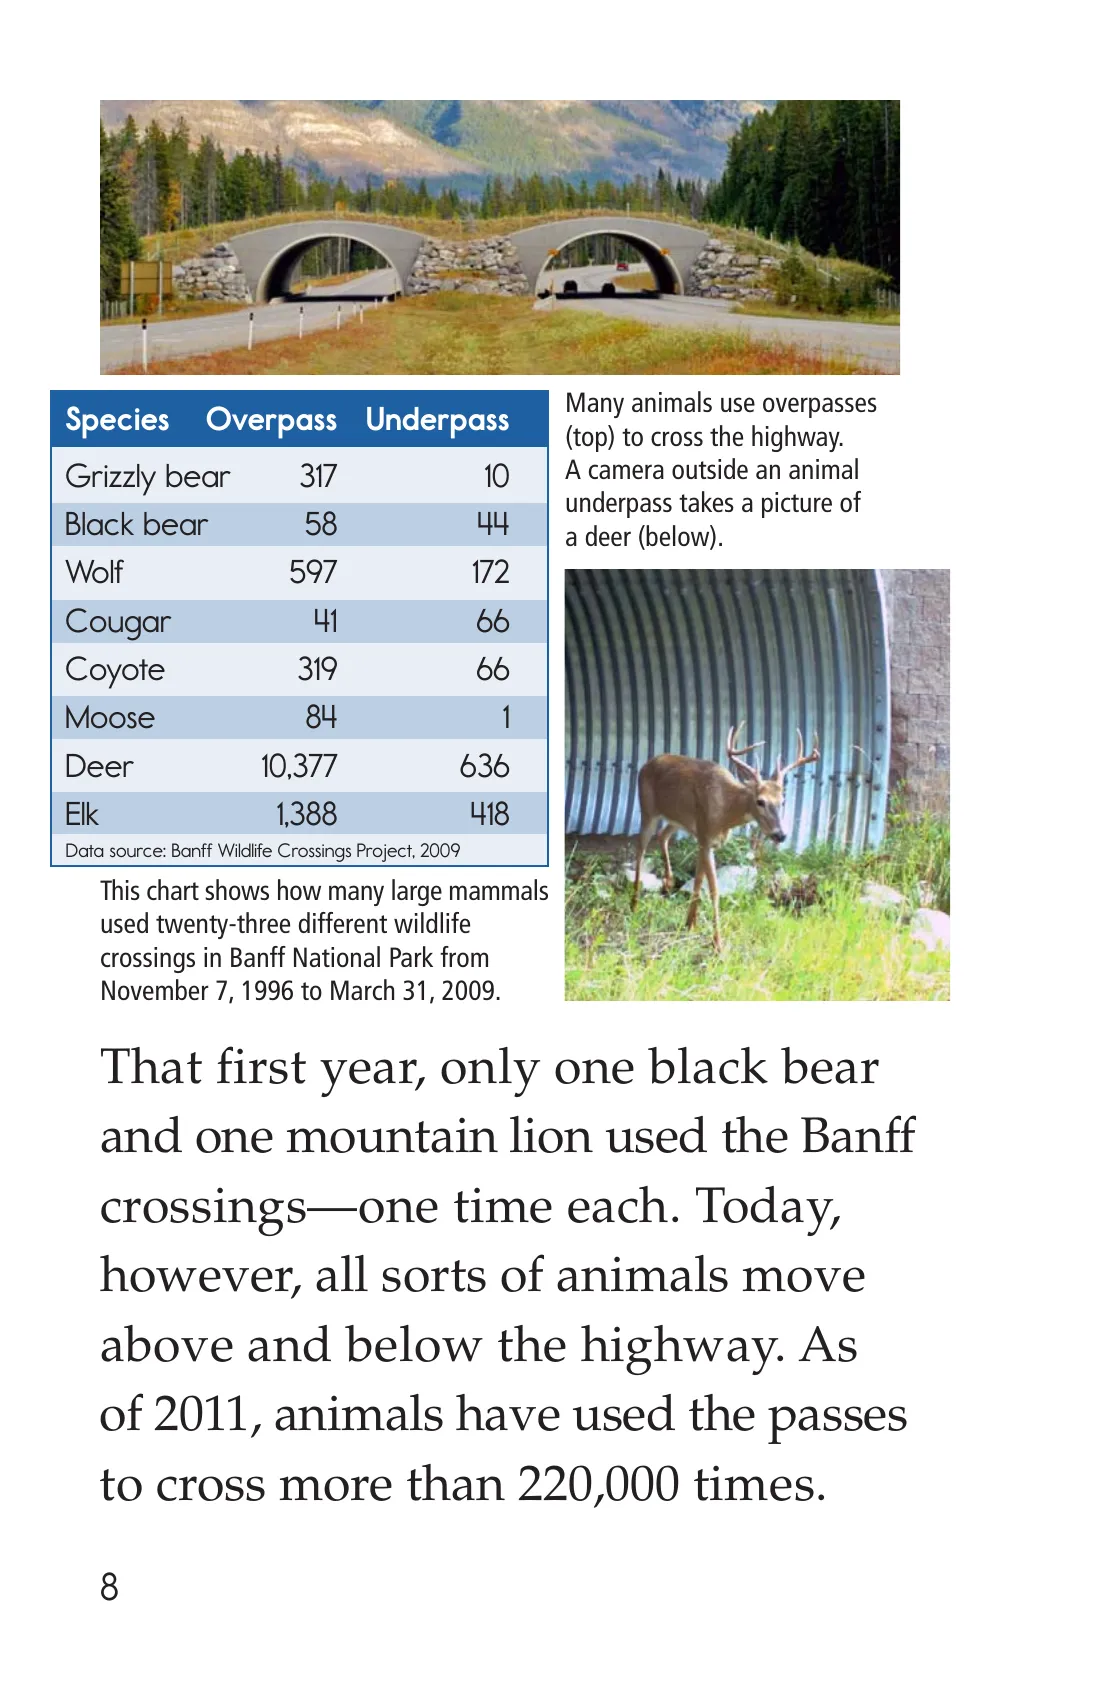 Species Overpass Underpass
Grizzly bear 317 10
Black bear 58 44
Wolf 597 172
Cougar 41 66
Coyote 319 66
Moose 84 1
Deer 10,377 636
Elk 1,388 418
Data source: Banff Wildlife Crossings Project, 2009
This chart shows how many large mammals
used twenty-three different wildlife
crossings in Banff National Park from
November 7, 1996 to March 31, 2009.
Many animals use overpasses
(top) to cross the highway.
A camera outside an animal
underpass takes a picture of
a deer (below).
That first year, only one black bear
and one mountain lion used the Banff
crossings—one time each. Today,
however, all sorts of animals move
above and below the highway. As
of 2011, animals have used the passes
to cross more than 220,000 times.
8